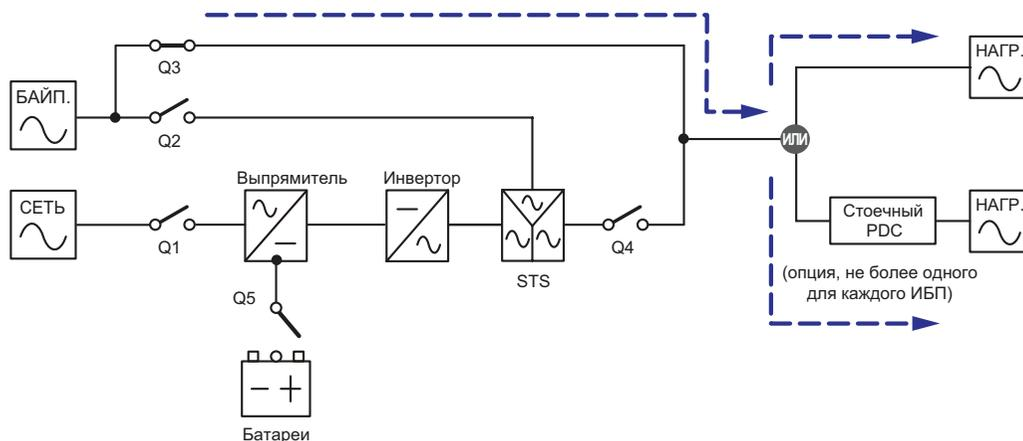 Q3
НАГР.
БАЙП.
Q2
ИЛИ
Выпрямитель
Инвертор
СЕТЬ
Q1
STS
Q4
Стоечный
PDC
НАГР.
(опция, не более одного
для каждого ИБП)
Q5
Батареи